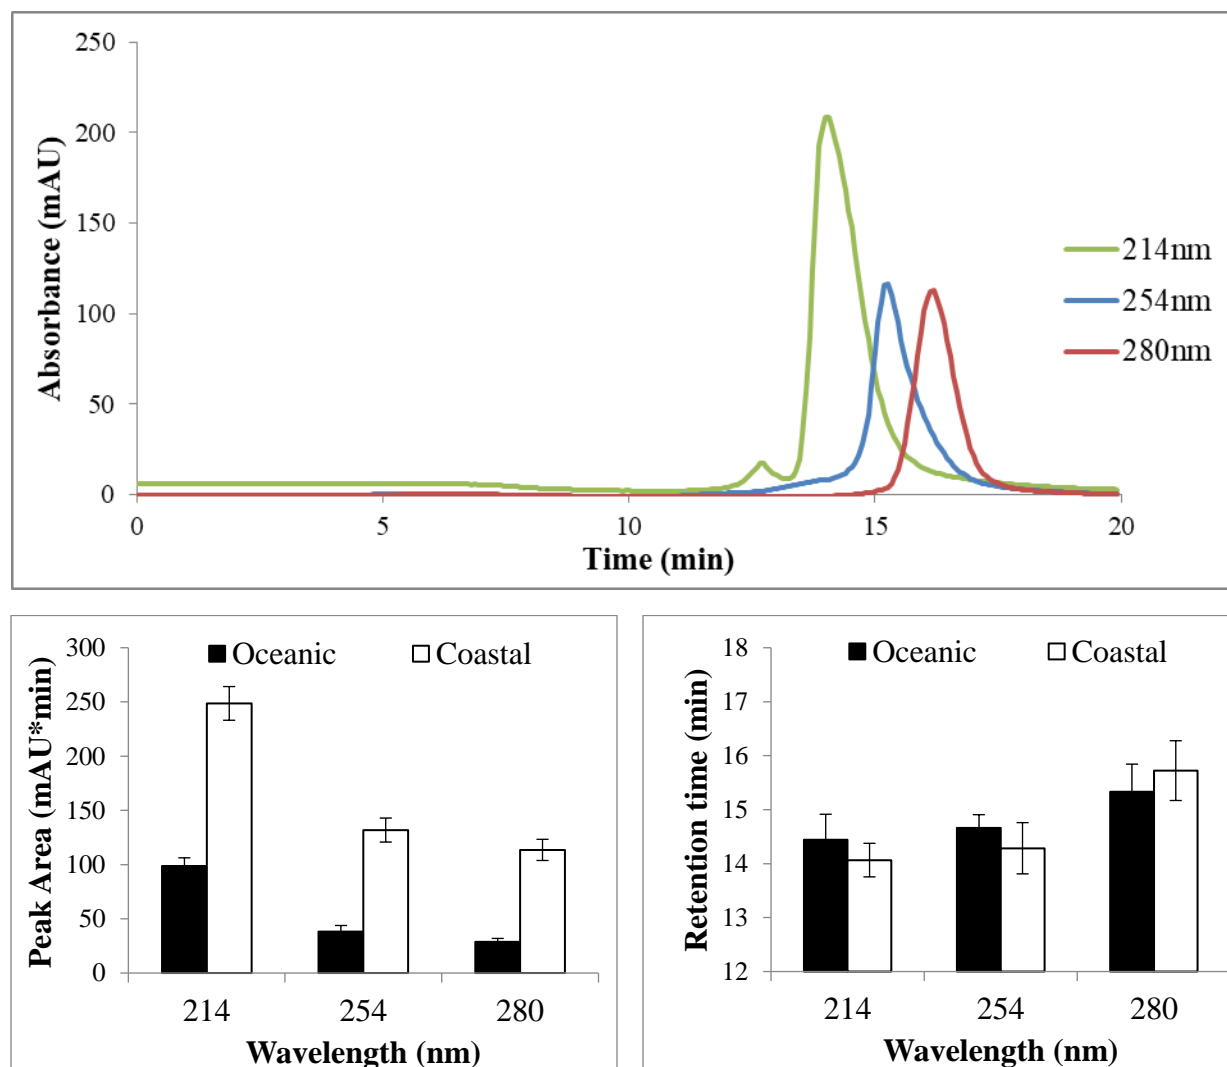 250
200
150
100
50
0
Absorbance (mAU)
214nm
254nm
280nm
0 5 10 15 20
Time (min)
300
250
200
150
100
50
0
Peak Area (mAU*min)
Oceanic Coastal
214 254 280
Wavelength (nm)
18
17
16
15
14
13
12
Retention time (min)
Oceanic Coastal
214 254 280
Wavelength (nm)